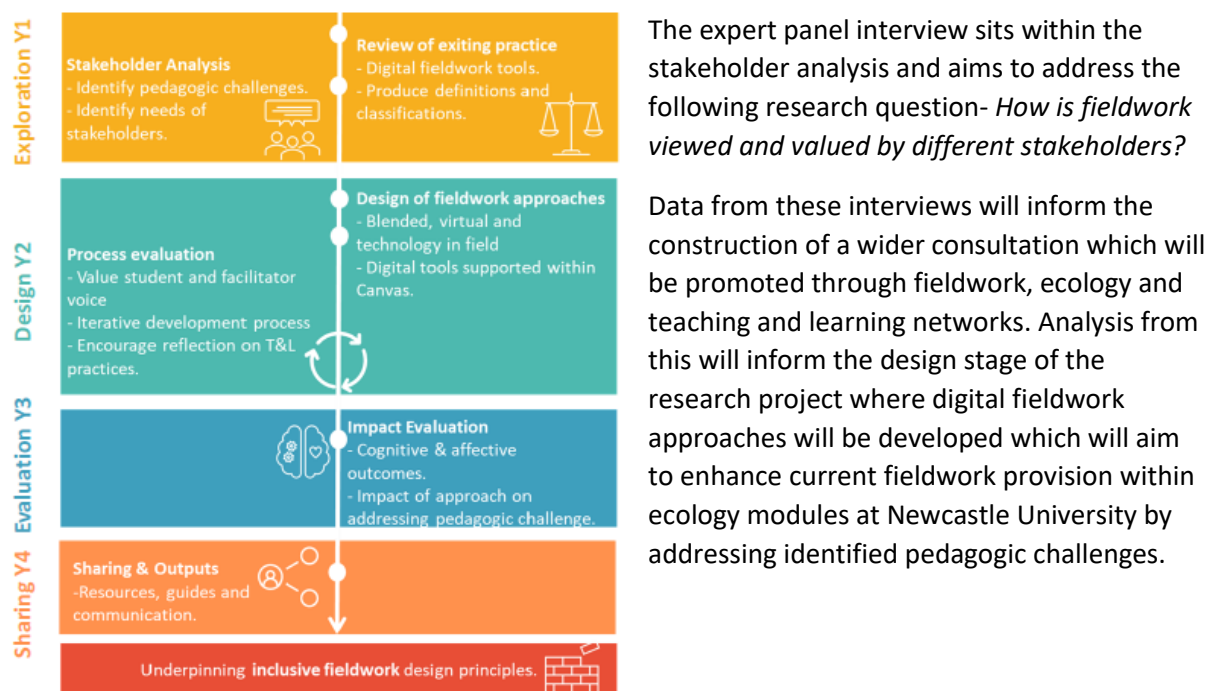 Exploration Y1
Stakeholder Analysis
- Identify pedagogic challenges.
- Identify needs of
stakeholders.
Review of exiting practice
- Digital fieldwork tools.
- Produce definitions and
classifications.
Design Y2
Process evaluation
- Value student and facilitator
voice
- Iterative development process
- Encourage reflection on T&L
practices.
Design of fieldwork approaches
- Blended, virtual and
technology in field
- Digital tools supported within
Canvas.
Evaluation Y3
Impact Evaluation
- Cognitive & affective
outcomes.
- Impact of approach on
addressing pedagogic challenge.
Sharing Y4
Sharing & Outputs
-Resources, guides and
communication.
Underpinning inclusive fieldwork design principles.
The expert panel interview sits within the
stakeholder analysis and aims to address the
following research question- How is fieldwork
viewed and valued by different stakeholders?
Data from these interviews will inform the
construction of a wider consultation which will
be promoted through fieldwork, ecology and
teaching and learning networks. Analysis from
this will inform the design stage of the
research project where digital fieldwork
approaches will be developed which will aim
to enhance current fieldwork provision within
ecology modules at Newcastle University by
addressing identified pedagogic challenges.